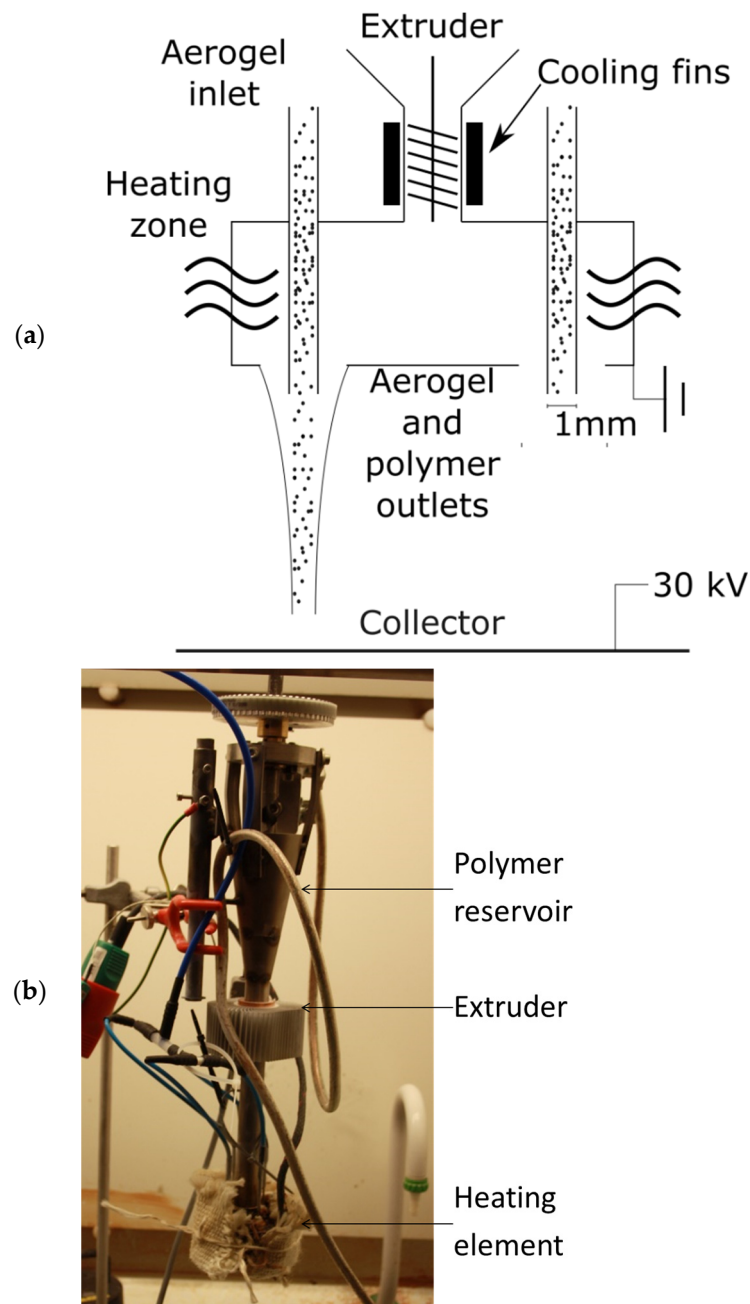 Extruder
Aerogel
inlet
Cooling fins
Heating
zone
(a)
Aerogel
and
polymer
outlets
1mm
30 kV
Collector
Polymer
reservoir
(b)
Extruder
Heating
element